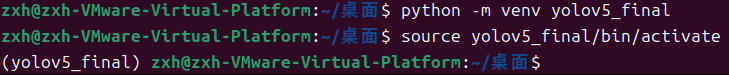 zxh@zxh-VMware-Virtual-Platform:~/桌面$ python -m venv yolov5_final
zxh@zxh-VMware-Virtual-Platform:~/桌面$ source yolov5_final/bin/activate
(yolov5_final) zxh@zxh-VMware-Virtual-Platform:~/桌面$